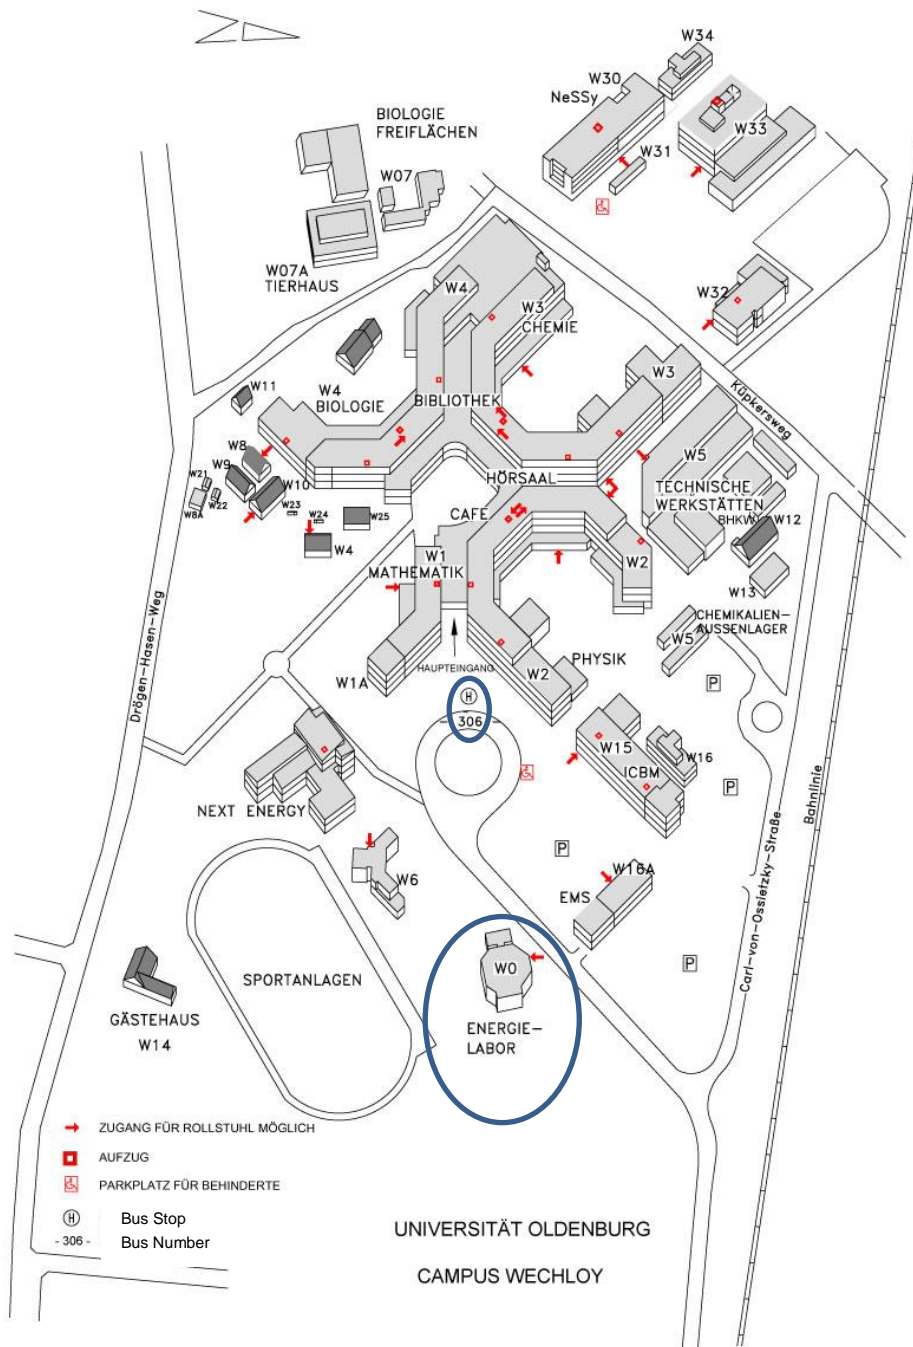 W34
W30
NeSSy
BIOLOGIE
FREIFLÄCHEN
W33
W31
W07
W07A
TIERHAUS
W4
W32
W3
CHEMIE
W3
Küpkersweg
W11
W4
BIOLOGIE
BIBLIOTHEK
W8
W9
W21
W10
W22
W8A
W23
W24
W25
W4
HÖRSAAL
W5
TECHNISCHE
WERKSTÄTTEN
BHKW
W12
CAFE
W1
MATHEMATIK
W2
W13
CHEMIKALIEN-
AUSSENLAGER
W5
Drögen-Hasen-Weg
HAUPTEINGANG
W1A
W2
PHYSIK
P
H
- 306 -
W15
W16
ICBM
P
Bahnlinie
NEXT ENERGY
P
W6
W16A
EMS
Carl-von-Ossietzky-Straße
P
W0
SPORTANLAGEN
GÄSTEHAUS
W14
ENERGIE-
LABOR
ZUGANG FÜR ROLLSTUHL MÖGLICH
AUFZUG
PARKPLATZ FÜR BEHINDERTE
H Bus Stop
- 306 - Bus Number
UNIVERSITÄT OLDENBURG
CAMPUS WECHLOY